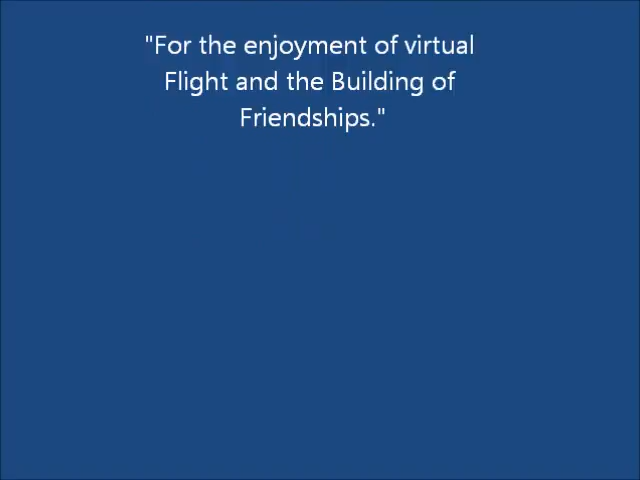 "For the enjoyment of virtual
Flight and the Building of
Friendships."